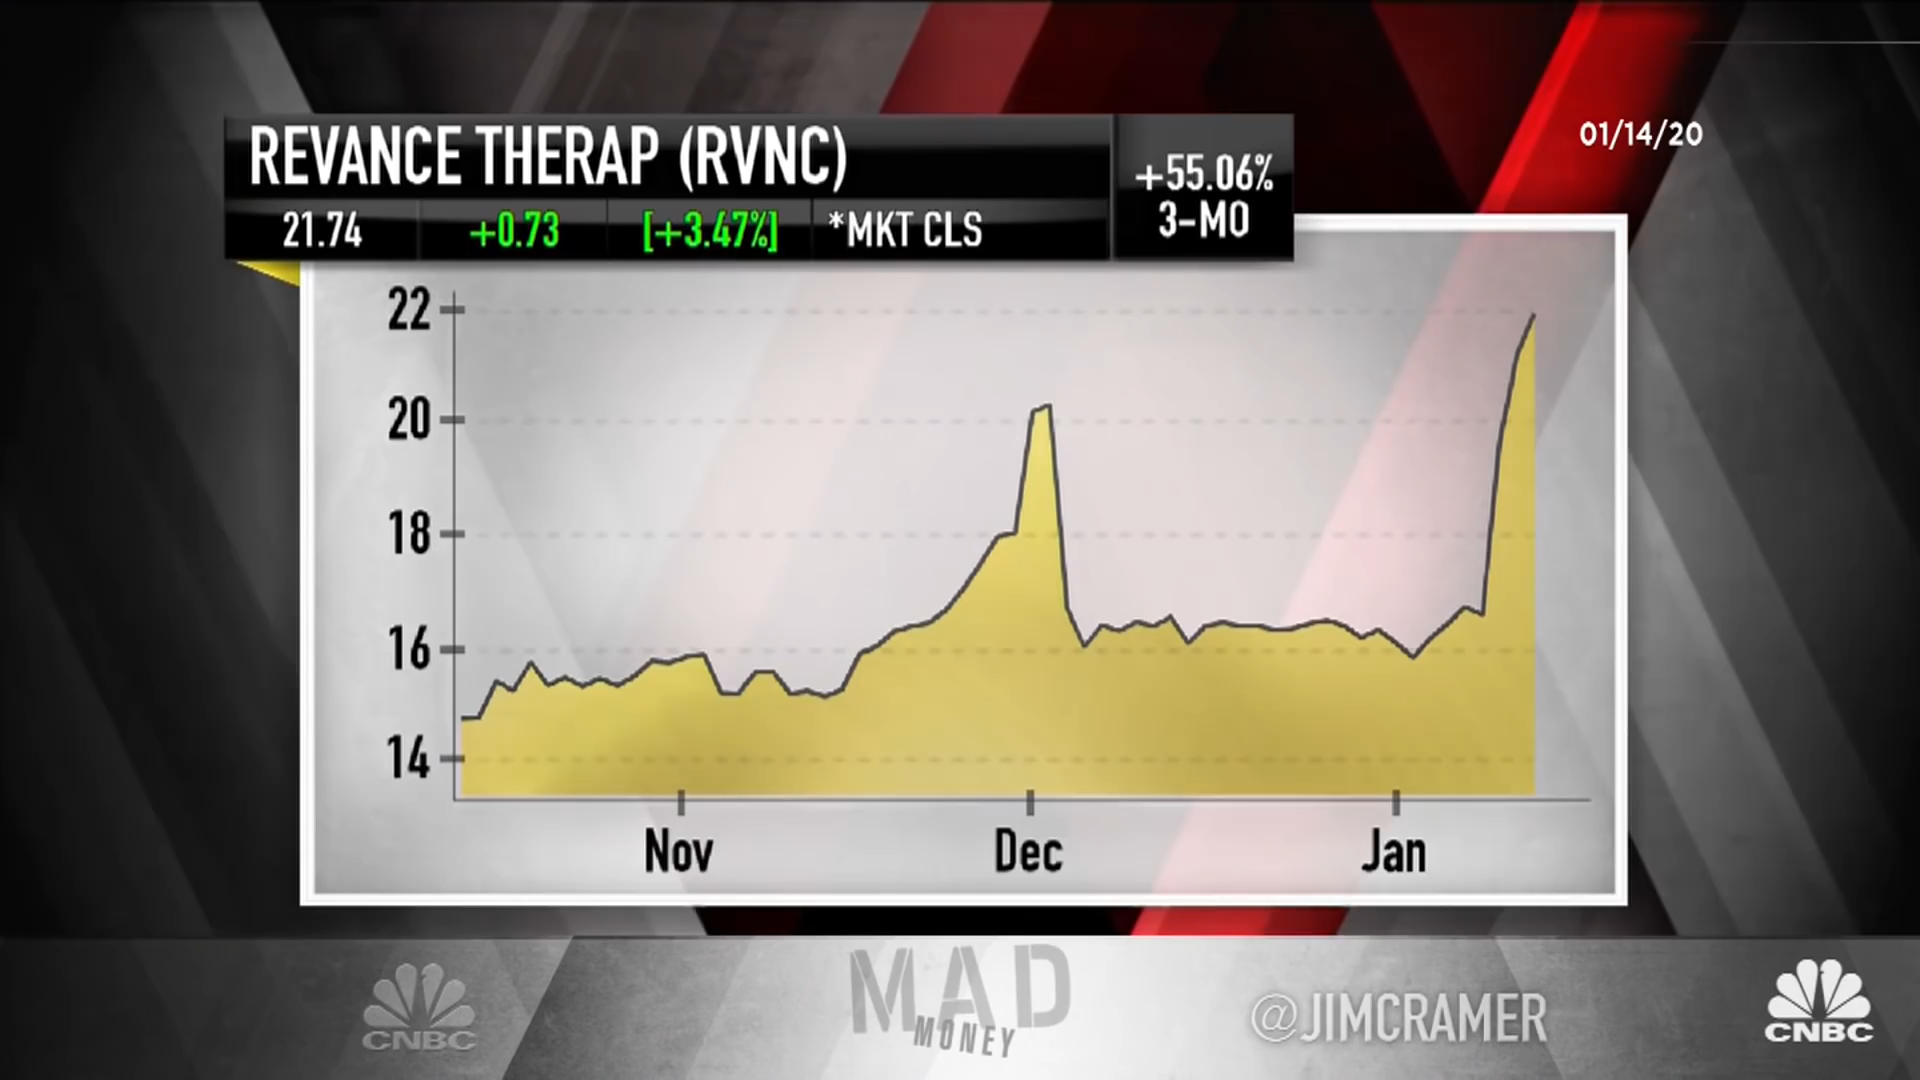 REVANCE THERAP (RVNC)
21.74 +0.73 [+3.47%] *MKT CLS
+55.06%
3-MO
01/14/20
22
20
18
16
14
Nov Dec Jan
CNBC
MAD
MONEY
@JIMCRAMER
CNBC